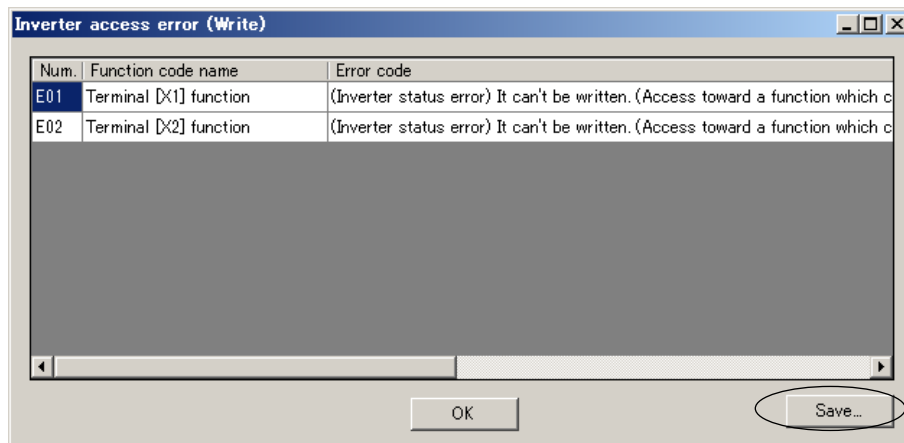 Inverter access error (Write)
Num. Function code name Error code
E01 Terminal [X1] function (Inverter status error) It can't be written. (Access toward a function which c
E02 Terminal [X2] function (Inverter status error) It can't be written. (Access toward a function which c
OK Save...